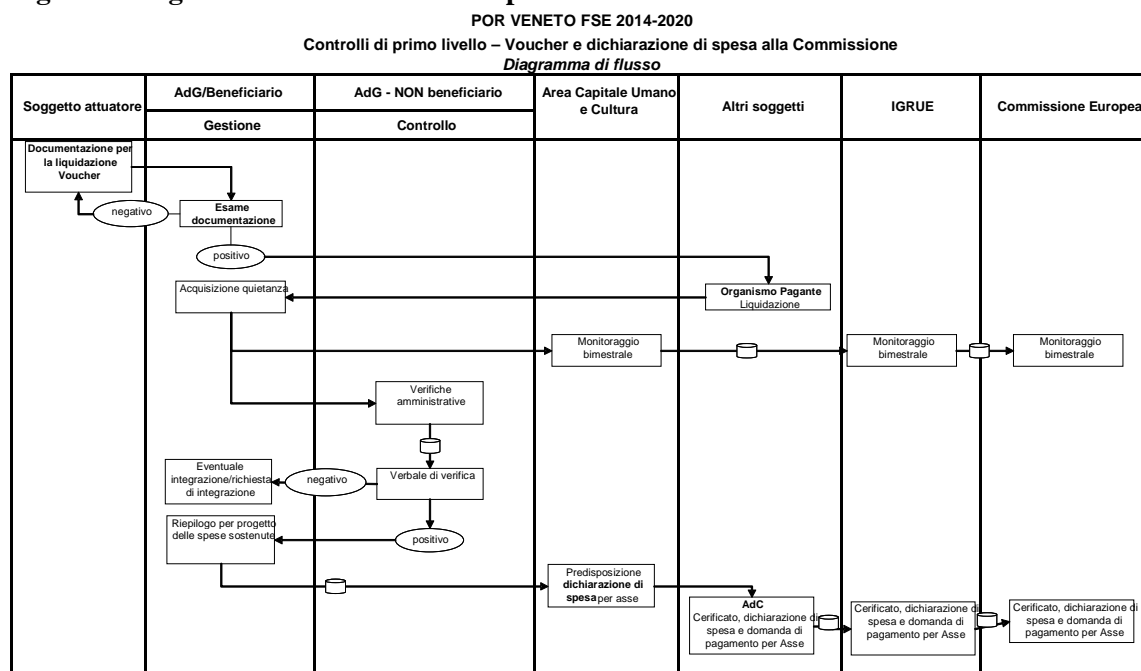 POR VENETO FSE 2014-2020
Controlli di primo livello – Voucher e dichiarazione di spesa alla Commissione
Diagramma di flusso
Soggetto attuatore
AdG/Beneficiario
Gestione
AdG - NON beneficiario
Controllo
Area Capitale Umano
e Cultura
Altri soggetti
IGRUE
Commissione Europea
Documentazione per
la liquidazione
Voucher
negativo
Esame
documentazione
positivo
Acquisizione quietanza
Organismo Pagante
Liquidazione
Monitoraggio
bimestrale
Monitoraggio
bimestrale
Monitoraggio
bimestrale
Verifiche
amministrative
Eventuale
integrazione/richiesta
di integrazione
negativo
Verbale di verifica
Riepilogo per progetto
delle spese sostenute
positivo
Predisposizione
dichiarazione di
spesa per asse
AdC
Cerificato, dichiarazione di
spesa e domanda di
pagamento per Asse
Cerificato, dichiarazione di
spesa e domanda di
pagamento per Asse
Cerificato, dichiarazione di
spesa e domanda di
pagamento per Asse